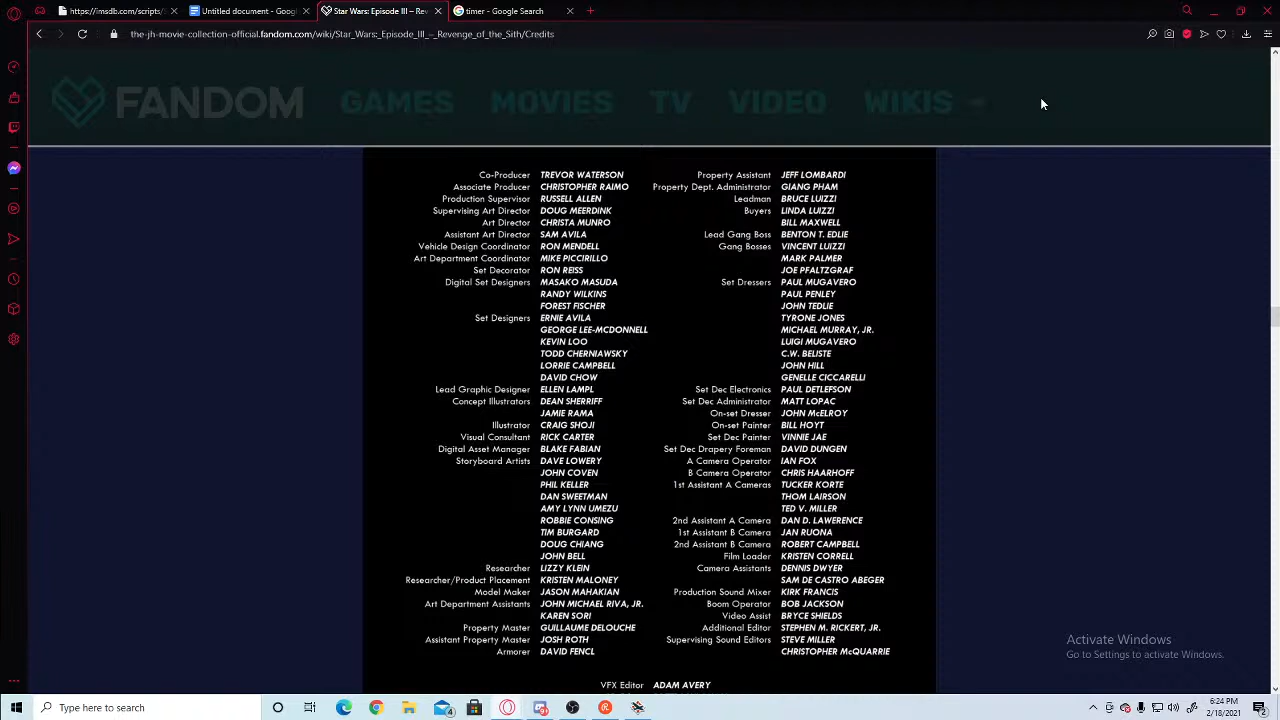 https://imsdb.com/scripts/S
Untitled document - Googl
Star Wars: Episode III – Reven
timer - Google Search
the-jh-movie-collection-official.fandom.com/wiki/Star_Wars:_Episode_III_–_Revenge_of_the_Sith/Credits
FANDOM GAMES MOVIES TV VIDEO WIKIS
Co-Producer TREVOR WATERSON
Associate Producer CHRISTOPHER RAIMO
Production Supervisor RUSSELL ALLEN
Supervising Art Director DOUG MEERDINK
Art Director CHRISTA MUNRO
Assistant Art Director SAM AVILA
Vehicle Design Coordinator RON MENDELL
Art Department Coordinator MIKE PICCIRILLO
Set Decorator RON REISS
Digital Set Designers MASAKO MASUDA
RANDY WILKINS
FOREST FISCHER
Set Designers ERNIE AVILA
GEORGE LEE-MCDONNELL
KEVIN LOO
TODD CHERNIAWSKY
LORRIE CAMPBELL
DAVID CHOW
Lead Graphic Designer ELLEN LAMPL
Concept Illustrators DEAN SHERRIFF
JAMIE RAMA
Illustrator CRAIG SHOJI
Visual Consultant RICK CARTER
Digital Asset Manager BLAKE FABIAN
Storyboard Artists DAVE LOWERY
JOHN COVEN
PHIL KELLER
DAN SWEETMAN
AMY LYNN UMEZU
ROBBIE CONSING
TIM BURGARD
DOUG CHIANG
JOHN BELL
Researcher LIZZY KLEIN
Researcher/Product Placement KRISTEN MALONEY
Model Maker JASON MAHAKIAN
Art Department Assistants JOHN MICHAEL RIVA, JR.
KAREN SORI
Property Master GUILLAUME DELOUCHE
Assistant Property Master JOSH ROTH
Armorer DAVID FENCL
Property Assistant JEFF LOMBARDI
Property Dept. Administrator GIANG PHAM
Leadman BRUCE LUIZZI
Buyers LINDA LUIZZI
BILL MAXWELL
Lead Gang Boss BENTON T. EDLIE
Gang Bosses VINCENT LUIZZI
MARK PALMER
JOE PFALTZGRAF
Set Dressers PAUL MUGAVERO
PAUL PENLEY
JOHN TEDLIE
TYRONE JONES
MICHAEL MURRAY, JR.
LUIGI MUGAVERO
C.W. BELISTE
JOHN HILL
GENELLE CICCARELLI
Set Dec Electronics PAUL DETLEFSON
Set Dec Administrator MATT LOPAC
On-set Dresser JOHN McELROY
On-set Painter BILL HOYT
Set Dec Painter VINNIE JAE
Set Dec Drapery Foreman DAVID DUNGEN
A Camera Operator IAN FOX
B Camera Operator CHRIS HAARHOFF
1st Assistant A Cameras TUCKER KORTE
THOM LAIRSON
TED V. MILLER
2nd Assistant A Camera DAN D. LAWERENCE
1st Assistant B Camera JAN RUONA
2nd Assistant B Camera ROBERT CAMPBELL
Film Loader KRISTEN CORRELL
Camera Assistants DENNIS DWYER
SAM DE CASTRO ABEGER
Production Sound Mixer KIRK FRANCIS
Boom Operator BOB JACKSON
Video Assist BRYCE SHIELDS
Additional Editor STEPHEN M. RICKERT, JR.
Supervising Sound Editors STEVE MILLER
CHRISTOPHER McQUARRIE
VFX Editor ADAM AVERY
Activate Windows
Go to Settings to activate Windows.
Type here to search
6:24 PM
2/18/2021